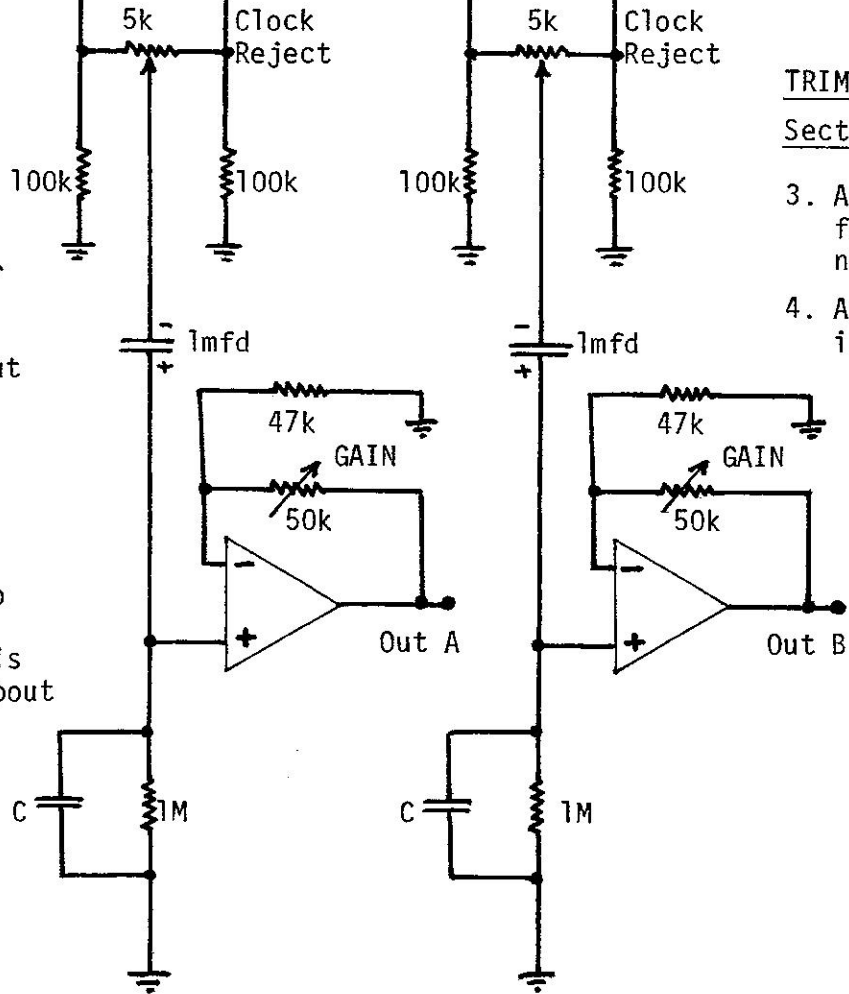 5k
Clock
Reject
5k
Clock
Reject
TRIM
Sect
100k
100k
100k
100k
3. A
f
n
4. A
i
-
1mfd
+
-
1mfd
+
ut
47k
47k
GAIN
GAIN
50k
50k
-
-
o
+
+
Out A
Out B
's
bout
C
1M
C
1M